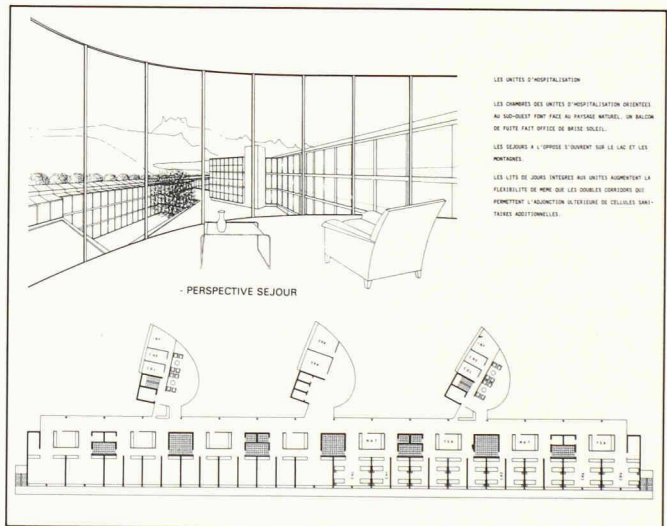 LES UNITES D'HOSPITALISATION
LES CHAMBRES DES UNITES D'HOSPITALISATION ORIENTEES
AU SUD-OUEST FONT FACE AU PAYSAGE NATUREL. UN BALCON
DE FUITE FAIT OFFICE DE BRISE SOLEIL.
LES SEJOURS A L'OPPOSE S'OUVRENT SUR LE LAC ET LES
MONTAGNES.
LES LITS DE JOURS INTEGRES AUX UNITES AUGMENTENT LA
FLEXIBILITE DE MEME QUE LES DOUBLES CORRIDORS QUI
PERMETTENT L'ADJONCTION ULTERIEURE DE CELLULES SANI-
TAIRES ADDITIONNELLES.
- PERSPECTIVE SEJOUR